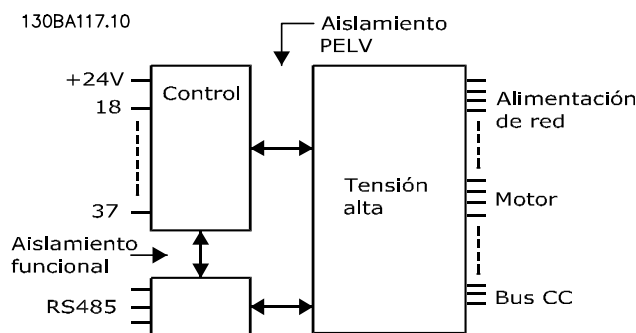 130BA117.10
Aislamiento
PELV
+24V
18
37
Control
Tensión
alta
Alimentación
de red
Motor
Bus CC
Aislamiento
funcional
RS485